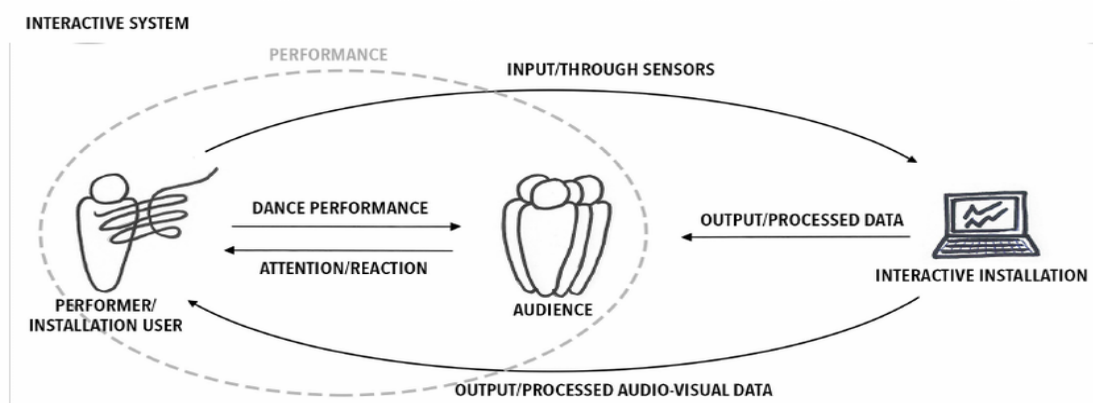 INTERACTIVE SYSTEM
PERFORMANCE
INPUT/THROUGH SENSORS
DANCE PERFORMANCE
OUTPUT/PROCESSED DATA
ATTENTION/REACTION
INTERACTIVE INSTALLATION
PERFORMER/
INSTALLATION USER
AUDIENCE
OUTPUT/PROCESSED AUDIO-VISUAL DATA